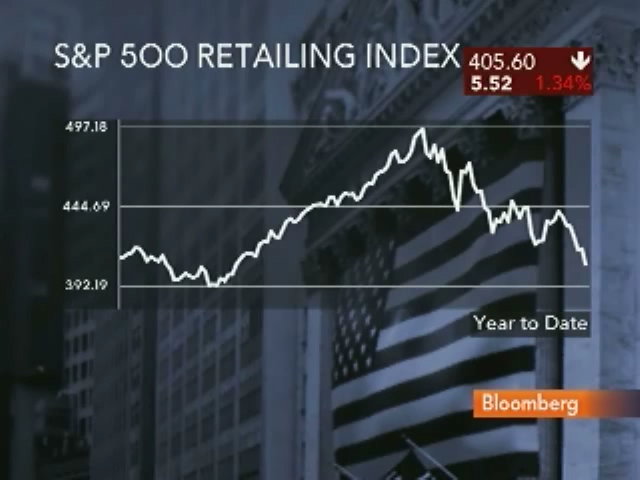 S&P 500 RETAILING INDEX
405.60
5.52 1.34%
497.18
444.69
392.19
Year to Date
Bloomberg